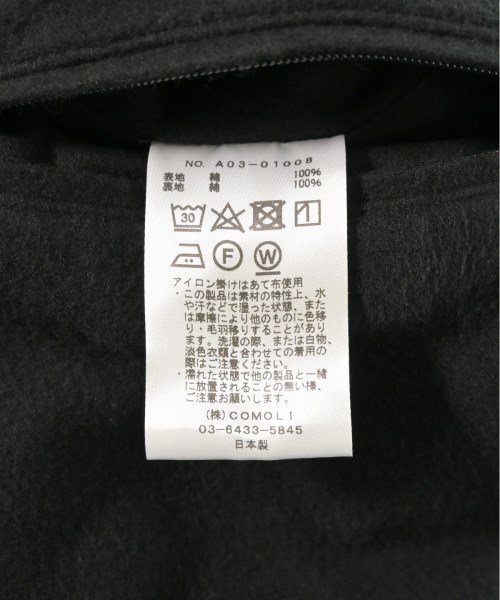 NO. A03-01008
表地 綿 100%
裏地 綿 100%
30
1
F
W
アイロン掛けはあて布使用
・この製品は素材の特性上、水
や汗などで湿った状態、また
は摩擦により他のものに色移
り・毛羽移りすることがあり
ます。洗濯の際、または白物、
淡色衣類と合わせての着用の
際はご注意ください。
・濡れた状態で他の製品と一緒
に放置されることの無い様、
ご注意ください。
(株)COMOLI
03-6433-5845
日本製